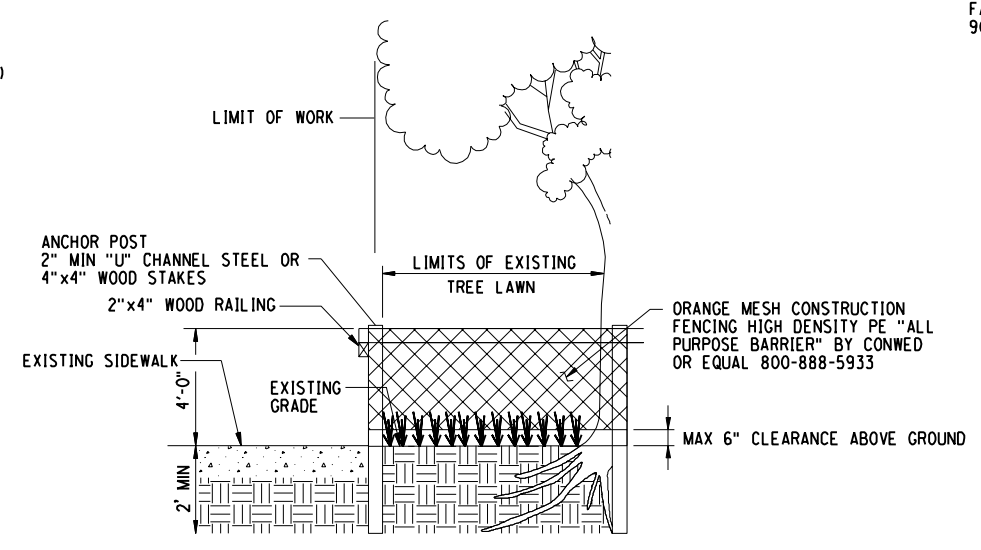 FA
90
)
LIMIT OF WORK
ANCHOR POST
2" MIN "U" CHANNEL STEEL OR
4"x4" WOOD STAKES
LIMITS OF EXISTING
TREE LAWN
2"x4" WOOD RAILING
ORANGE MESH CONSTRUCTION
FENCING HIGH DENSITY PE "ALL
PURPOSE BARRIER" BY CONWED
OR EQUAL 800-888-5933
EXISTING SIDEWALK
4'-0"
EXISTING
GRADE
MAX 6" CLEARANCE ABOVE GROUND
2' MIN